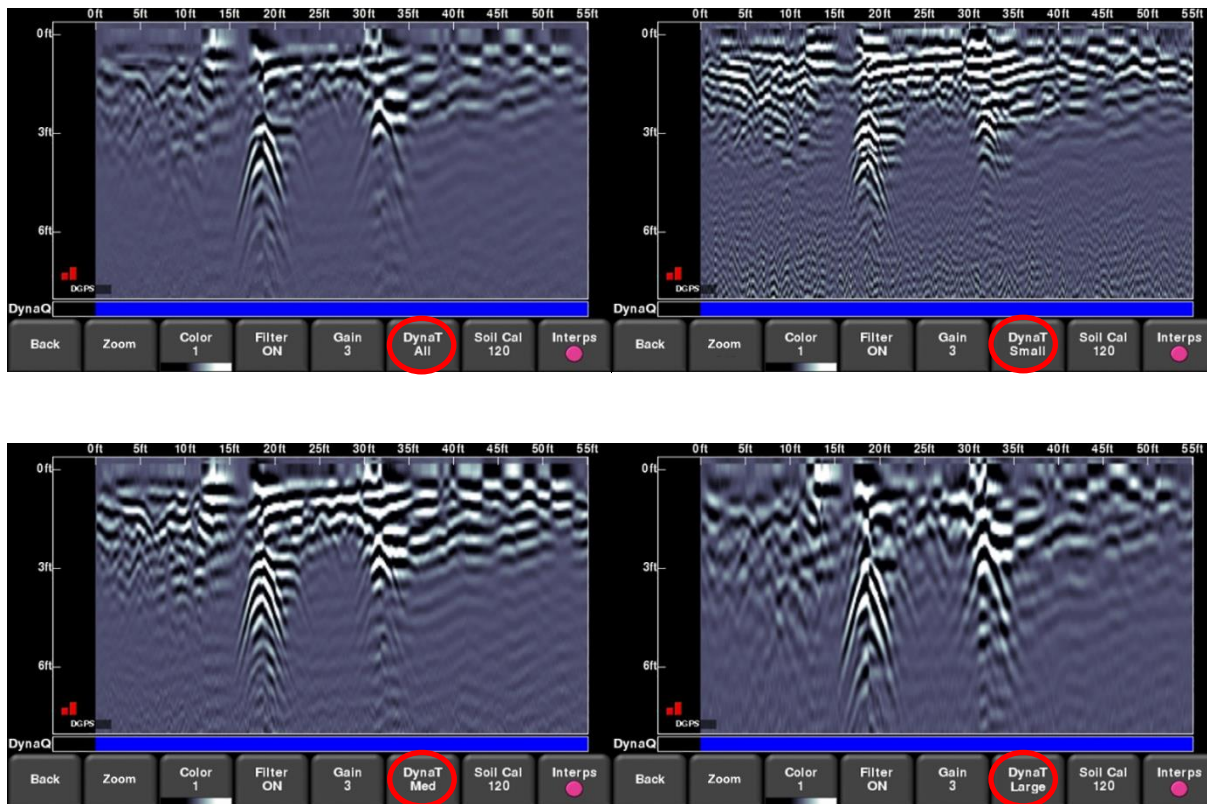 0ft 5ft 10ft 15ft 20ft 25ft 30ft 35ft 40ft 45ft 50ft 55ft
0ft
3ft
6ft
DGPS
DynaQ
Back Zoom Color 1 Filter ON Gain 3 DynaT All Soil Cal 120 Interps
0ft 5ft 10ft 15ft 20ft 25ft 30ft 35ft 40ft 45ft 50ft 55ft
0ft
3ft
6ft
DGPS
DynaQ
Back Zoom Color 1 Filter ON Gain 3 DynaT Small Soil Cal 120 Interps
0ft 5ft 10ft 15ft 20ft 25ft 30ft 35ft 40ft 45ft 50ft 55ft
0ft
3ft
6ft
DGPS
DynaQ
Back Zoom Color 1 Filter ON Gain 3 DynaT Med Soil Cal 120 Interps
0ft 5ft 10ft 15ft 20ft 25ft 30ft 35ft 40ft 45ft 50ft 55ft
0ft
3ft
6ft
DGPS
DynaQ
Back Zoom Color 1 Filter ON Gain 3 DynaT Large Soil Cal 120 Interps